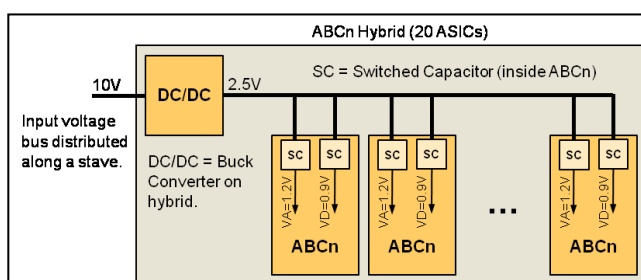 ABCn Hybrid (20 ASICs)
10V
DC/DC
2.5V
SC = Switched Capacitor (inside ABCn)
Input voltage
bus distributed
along a stave.
DC/DC = Buck
Converter on
hybrid.
SC
SC
SC
SC
SC
SC
VA=1.2V
VD=0.9V
VA=1.2V
VD=0.9V
VA=1.2V
VD=0.9V
ABCn
ABCn
...
ABCn